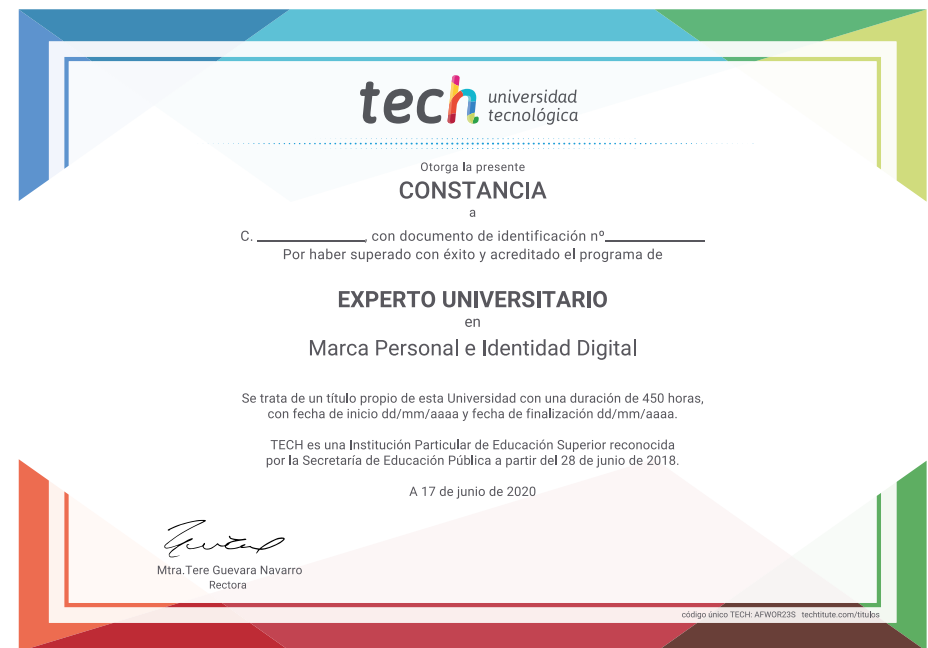 tech universidad
tecnológica
Otorga la presente
CONSTANCIA
a
C. ____________, con documento de identificación nº___________
Por haber superado con éxito y acreditado el programa de
EXPERTO UNIVERSITARIO
en
Marca Personal e Identidad Digital
Se trata de un título propio de esta Universidad con una duración de 450 horas,
con fecha de inicio dd/mm/aaaa y fecha de finalización dd/mm/aaaa.
TECH es una Institución Particular de Educación Superior reconocida
por la Secretaría de Educación Pública a partir del 28 de junio de 2018.
A 17 de junio de 2020
Mtra.Tere Guevara Navarro
Rectora
código único TECH: AFWOR23S techtitute.com/titulos